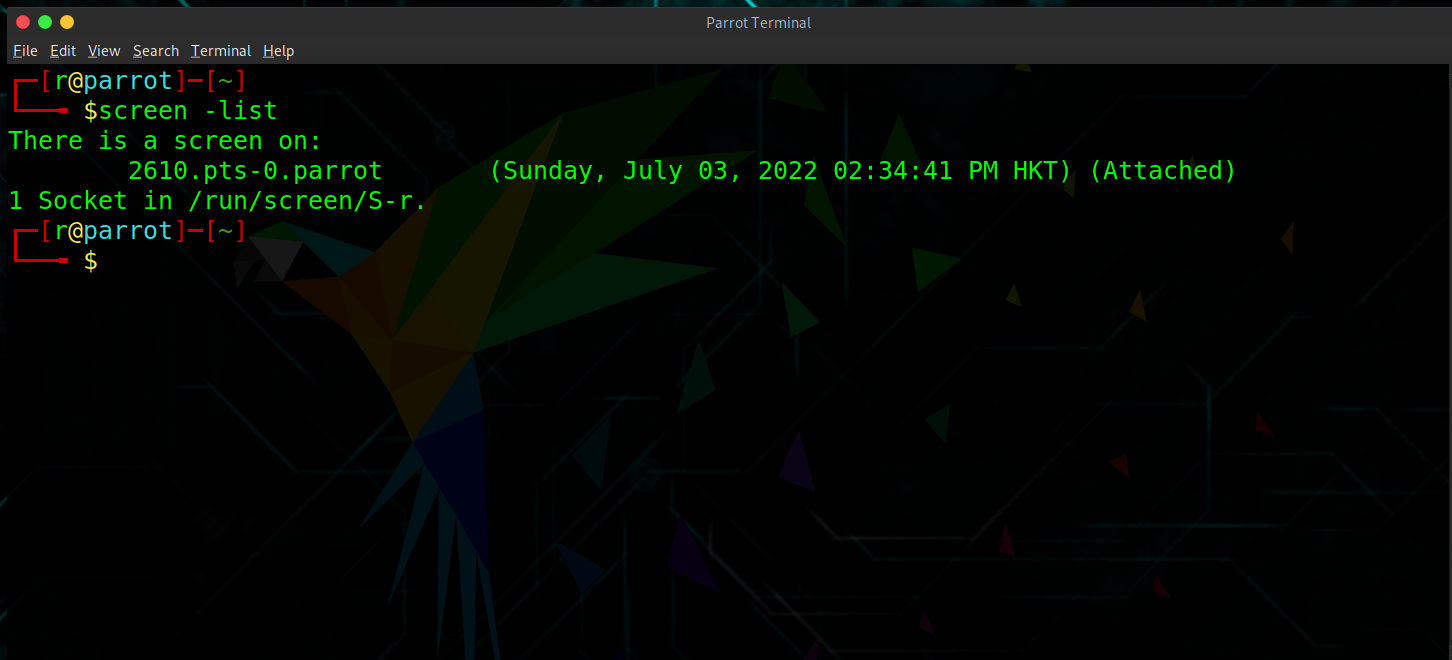 Parrot Terminal
File Edit View Search Terminal Help
┌─[r@parrot]─[~]
└──╼ $screen -list
There is a screen on:
        2610.pts-0.parrot       (Sunday, July 03, 2022 02:34:41 PM HKT) (Attached)
1 Socket in /run/screen/S-r.
┌─[r@parrot]─[~]
└──╼ $